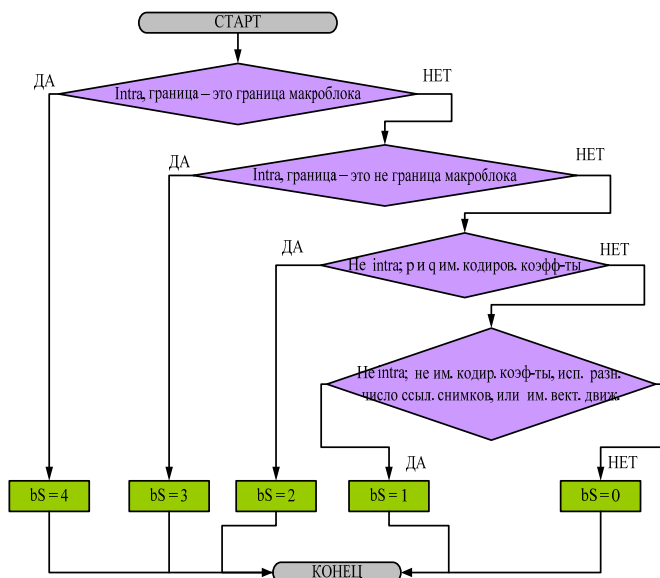 СТАРТ
ДА
НЕТ
Intra, граница – это граница макроблока
ДА
НЕТ
Intra, граница – это не граница макроблока
ДА
НЕТ
Не intra; p и q им. кодиров. коэфф-ты
Не intra; не им. кодир. коэф-ты, исп. разн.
число ссыл. снимков, или им. вект. движ.
ДА
НЕТ
bS = 4
bS = 3
bS = 2
bS = 1
bS = 0
КОНЕЦ